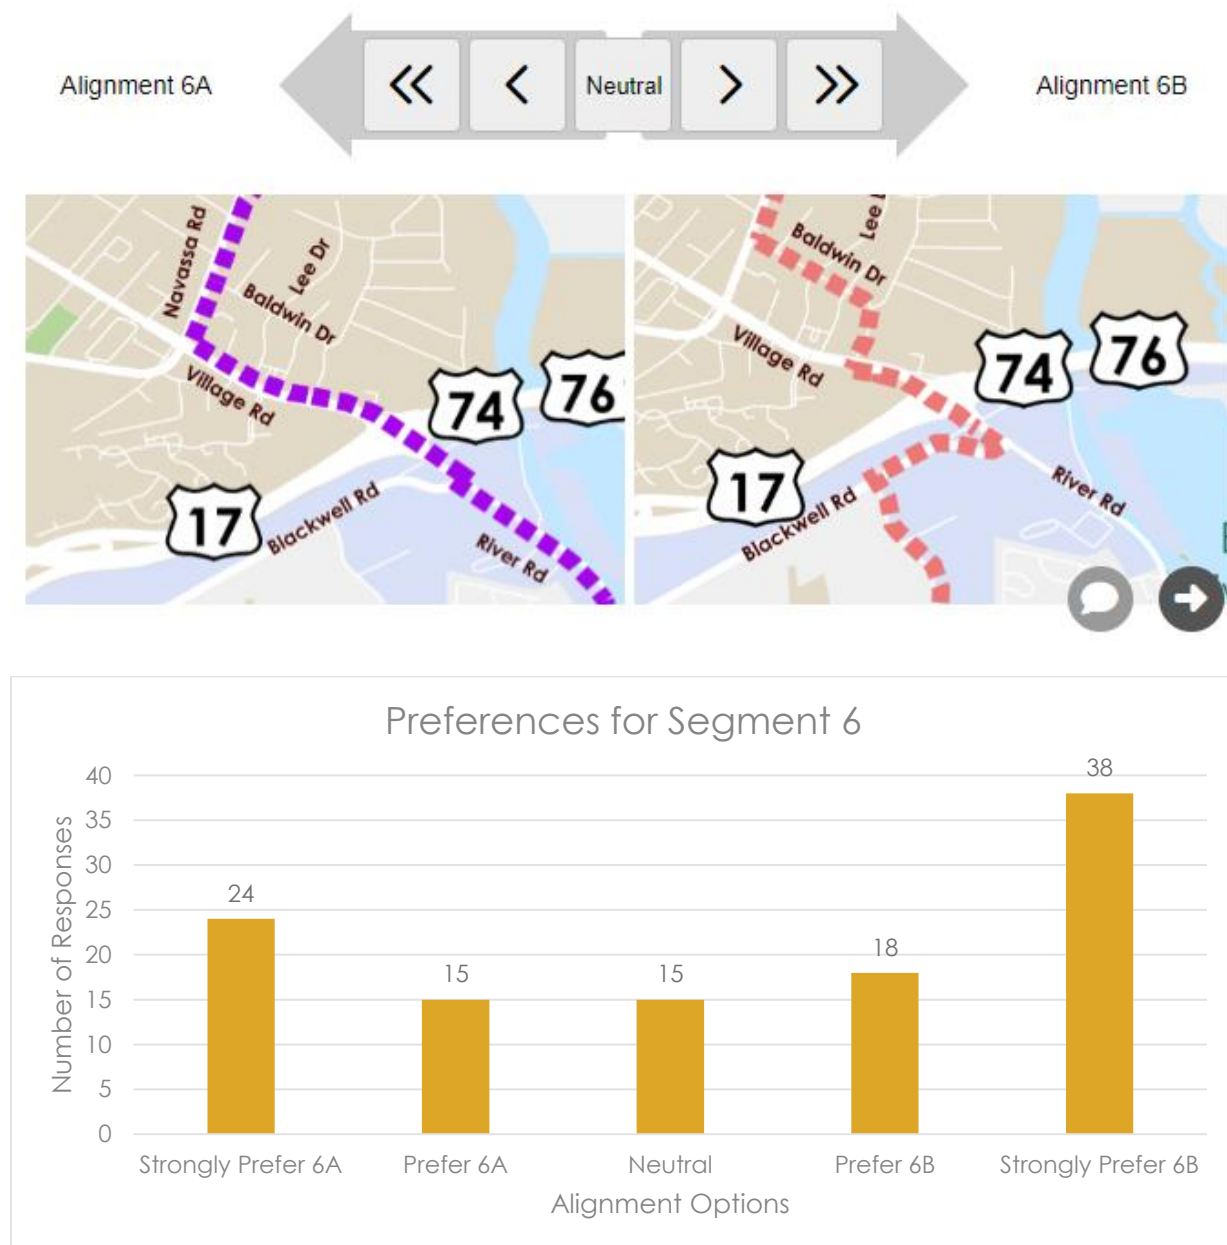 Alignment 6A
Neutral
Alignment 6B
Navassa Rd
Lee Dr
Baldwin Dr
Village Rd
74
76
17
Blackwell Rd
River Rd
Lee
Baldwin Dr
Village Rd
74
76
17
Blackwell Rd
River Rd
Preferences for Segment 6
Number of Responses
40
35
30
25
20
15
10
5
0
24
15
15
18
38
Strongly Prefer 6A
Prefer 6A
Neutral
Prefer 6B
Strongly Prefer 6B
Alignment Options